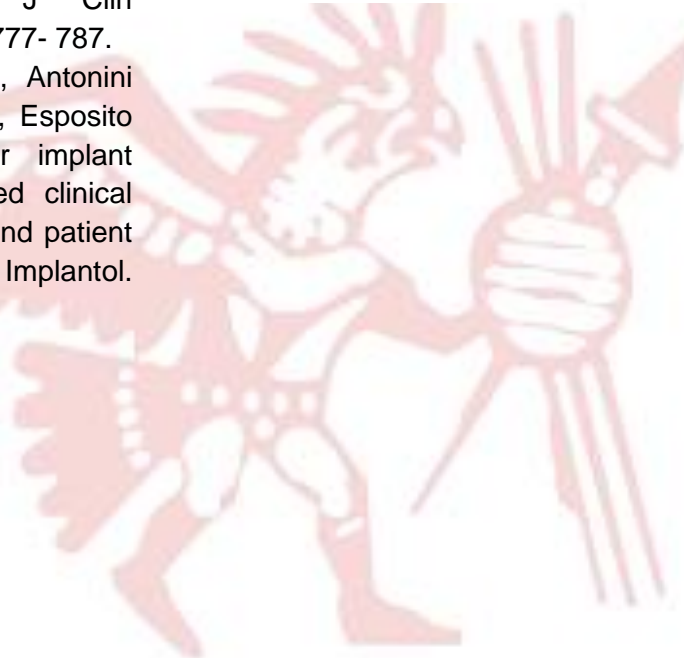 J Clin
777- 787.
, Antonini
, Esposito
r implant
ed clinical
nd patient
Implantol.